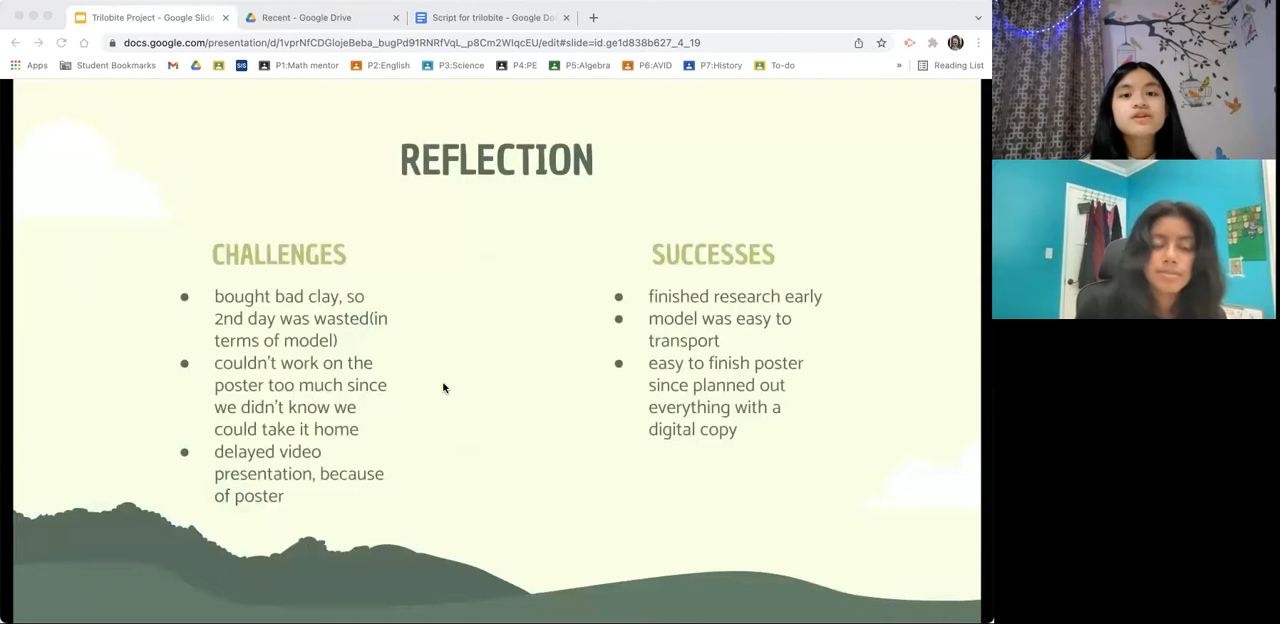 Trilobite Project - Google Slide
Recent - Google Drive
Script for trilobite - Google Do
docs.google.com/presentation/d/1vprNfCDGlojeBeba_bugPd91RNRfVqL_p8Cm2WIqcEU/edit#slide=id.ge1d838b627_4_19
Apps
Student Bookmarks
SIS
P1:Math mentor
P2:English
P3:Science
P4:PE
P5:Algebra
P6:AVID
P7:History
To-do
»
Reading List
REFLECTION
CHALLENGES
• bought bad clay, so
2nd day was wasted(in
terms of model)
• couldn't work on the
poster too much since
we didn't know we
could take it home
• delayed video
presentation, because
of poster
SUCCESSES
• finished research early
• model was easy to
transport
• easy to finish poster
since planned out
everything with a
digital copy